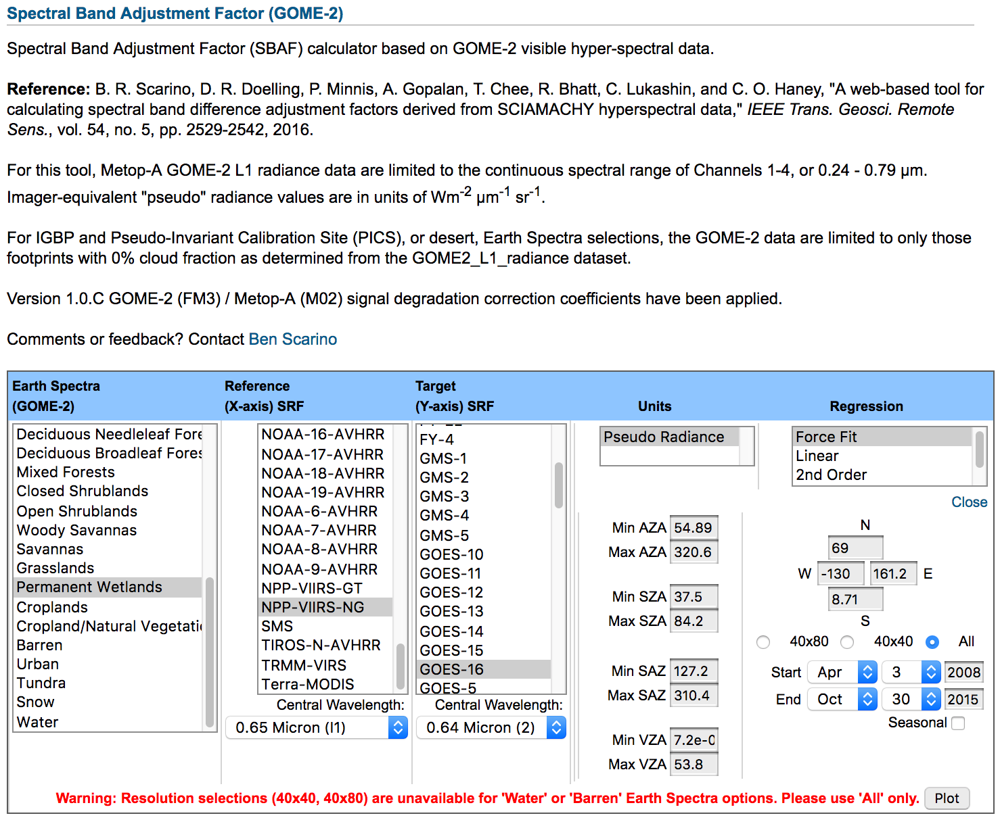 Spectral Band Adjustment Factor (GOME-2)
Spectral Band Adjustment Factor (SBAF) calculator based on GOME-2 visible hyper-spectral data.
Reference: B. R. Scarino, D. R. Doelling, P. Minnis, A. Gopalan, T. Chee, R. Bhatt, C. Lukashin, and C. O. Haney, "A web-based tool for
calculating spectral band difference adjustment factors derived from SCIAMACHY hyperspectral data," IEEE Trans. Geosci. Remote
Sens., vol. 54, no. 5, pp. 2529-2542, 2016.
For this tool, Metop-A GOME-2 L1 radiance data are limited to the continuous spectral range of Channels 1-4, or 0.24 - 0.79 µm.
Imager-equivalent "pseudo" radiance values are in units of Wm-2 µm-1 sr-1.
For IGBP and Pseudo-Invariant Calibration Site (PICS), or desert, Earth Spectra selections, the GOME-2 data are limited to only those
footprints with 0% cloud fraction as determined from the GOME2_L1_radiance dataset.
Version 1.0.C GOME-2 (FM3) / Metop-A (M02) signal degradation correction coefficients have been applied.
Comments or feedback? Contact Ben Scarino
Earth Spectra
(GOME-2)
Reference
(X-axis) SRF
Target
(Y-axis) SRF
Units
Regression
Deciduous Needleleaf Fore
Deciduous Broadleaf Fores
Mixed Forests
Closed Shrublands
Open Shrublands
Woody Savannas
Savannas
Grasslands
Permanent Wetlands
Croplands
Cropland/Natural Vegetati
Barren
Urban
Tundra
Snow
Water
NOAA-16-AVHRR
NOAA-17-AVHRR
NOAA-18-AVHRR
NOAA-19-AVHRR
NOAA-6-AVHRR
NOAA-7-AVHRR
NOAA-8-AVHRR
NOAA-9-AVHRR
NPP-VIIRS-GT
NPP-VIIRS-NG
SMS
TIROS-N-AVHRR
TRMM-VIRS
Terra-MODIS
Central Wavelength:
0.65 Micron (I1)
FY-4
GMS-1
GMS-2
GMS-3
GMS-4
GMS-5
GOES-10
GOES-11
GOES-12
GOES-13
GOES-14
GOES-15
GOES-16
GOES-5
Central Wavelength:
0.64 Micron (2)
Pseudo Radiance
Min AZA 54.89
Max AZA 320.6
Min SZA 37.5
Max SZA 84.2
Min SAZ 127.2
Max SAZ 310.4
Min VZA 7.2e-0
Max VZA 53.8
Force Fit
Linear
2nd Order
Close
N
69
W -130 161.2 E
8.71
S
40x80 40x40 All
Start Apr 3 2008
End Oct 30 2015
Seasonal
Warning: Resolution selections (40x40, 40x80) are unavailable for 'Water' or 'Barren' Earth Spectra options. Please use 'All' only. Plot